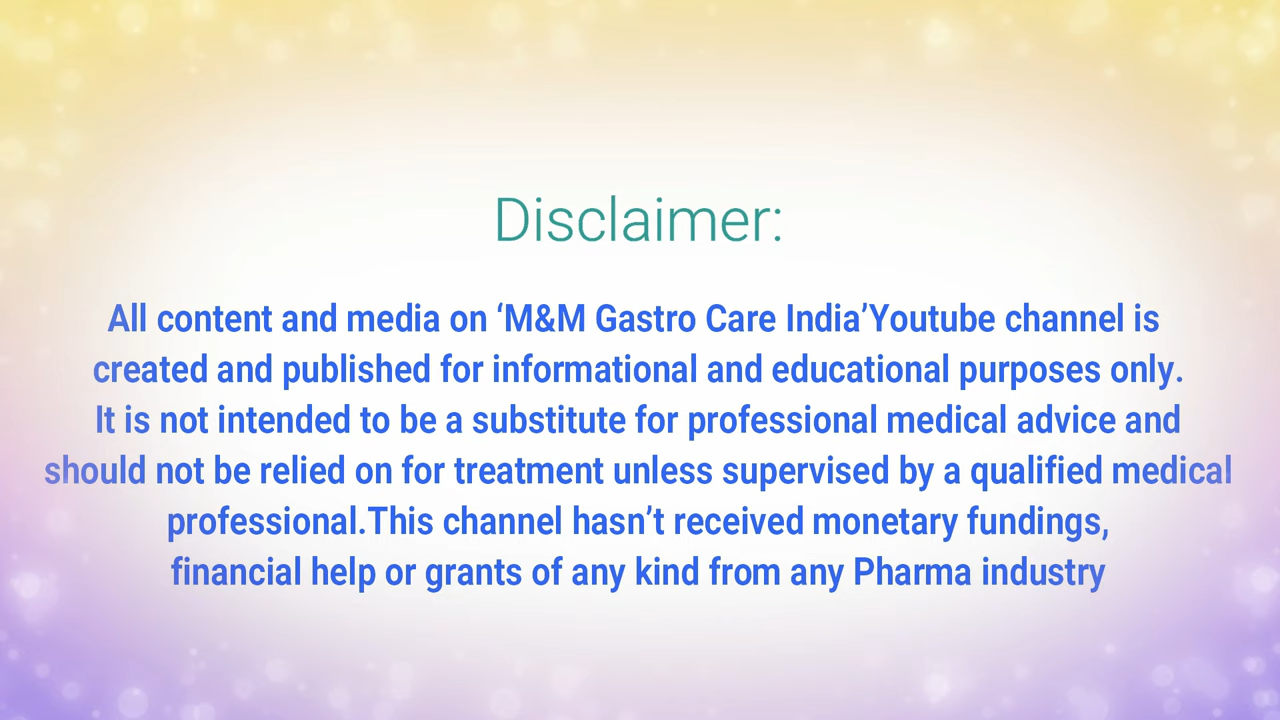 Disclaimer:
All content and media on ‘M&M Gastro Care India’Youtube channel is
created and published for informational and educational purposes only.
It is not intended to be a substitute for professional medical advice and
should not be relied on for treatment unless supervised by a qualified medical
professional.This channel hasn’t received monetary fundings,
financial help or grants of any kind from any Pharma industry